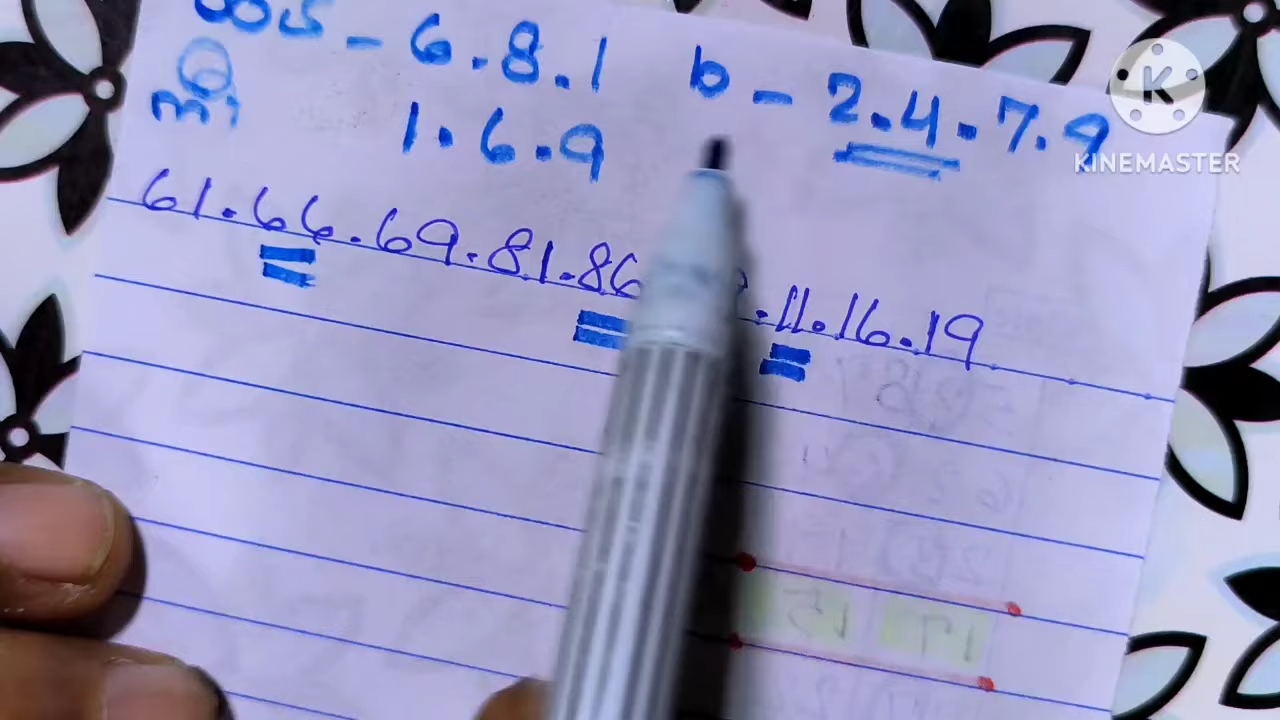 - 6.8.1 b - 2.4.7.9
1.6.9
61.66.69.81.86 .11.16.19
K
KINEMASTER